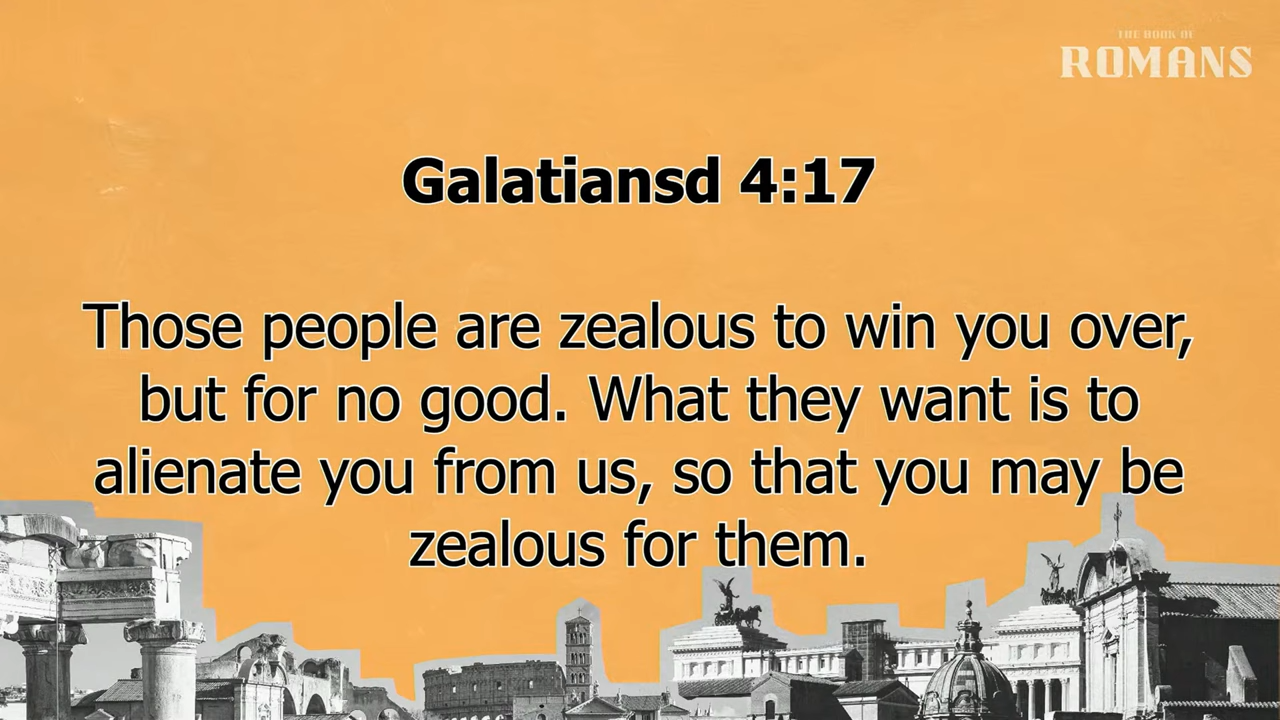 THE BOOK OF
ROMANS
Galatiansd 4:17
Those people are zealous to win you over,
but for no good. What they want is to
alienate you from us, so that you may be
zealous for them.